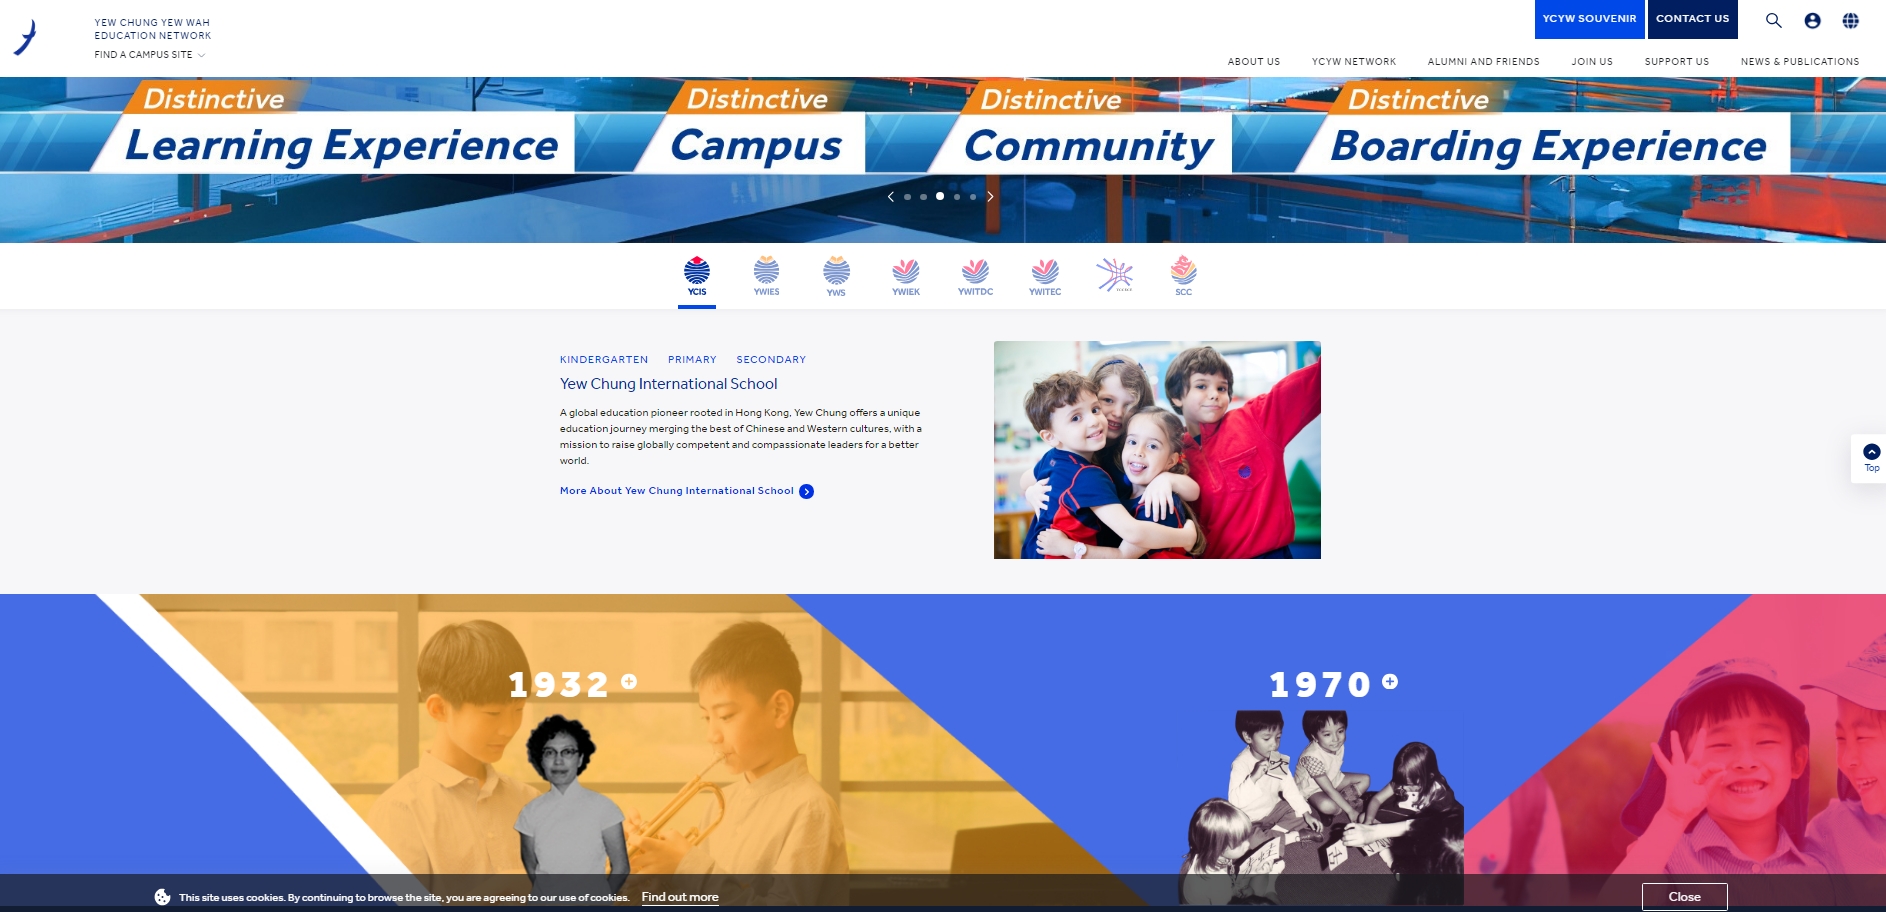 YEW CHUNG YEW WAH
EDUCATION NETWORK
FIND A CAMPUS SITE
YCYW SOUVENIR
CONTACT US
ABOUT US
YCYW NETWORK
ALUMNI AND FRIENDS
JOIN US
SUPPORT US
NEWS & PUBLICATIONS
Distinctive
Learning Experience
Distinctive
Campus
Distinctive
Community
Distinctive
Boarding Experience
YCIS
YWIES
YWS
YWIEK
YWITDC
YWITEC
SCC
KINDERGARTEN
PRIMARY
SECONDARY
Yew Chung International School
A global education pioneer rooted in Hong Kong, Yew Chung offers a unique
education journey merging the best of Chinese and Western cultures, with a
mission to raise globally competent and compassionate leaders for a better
world.
More About Yew Chung International School
Top
1932
1970
This site uses cookies. By continuing to browse the site, you are agreeing to our use of cookies.
Find out more
Close